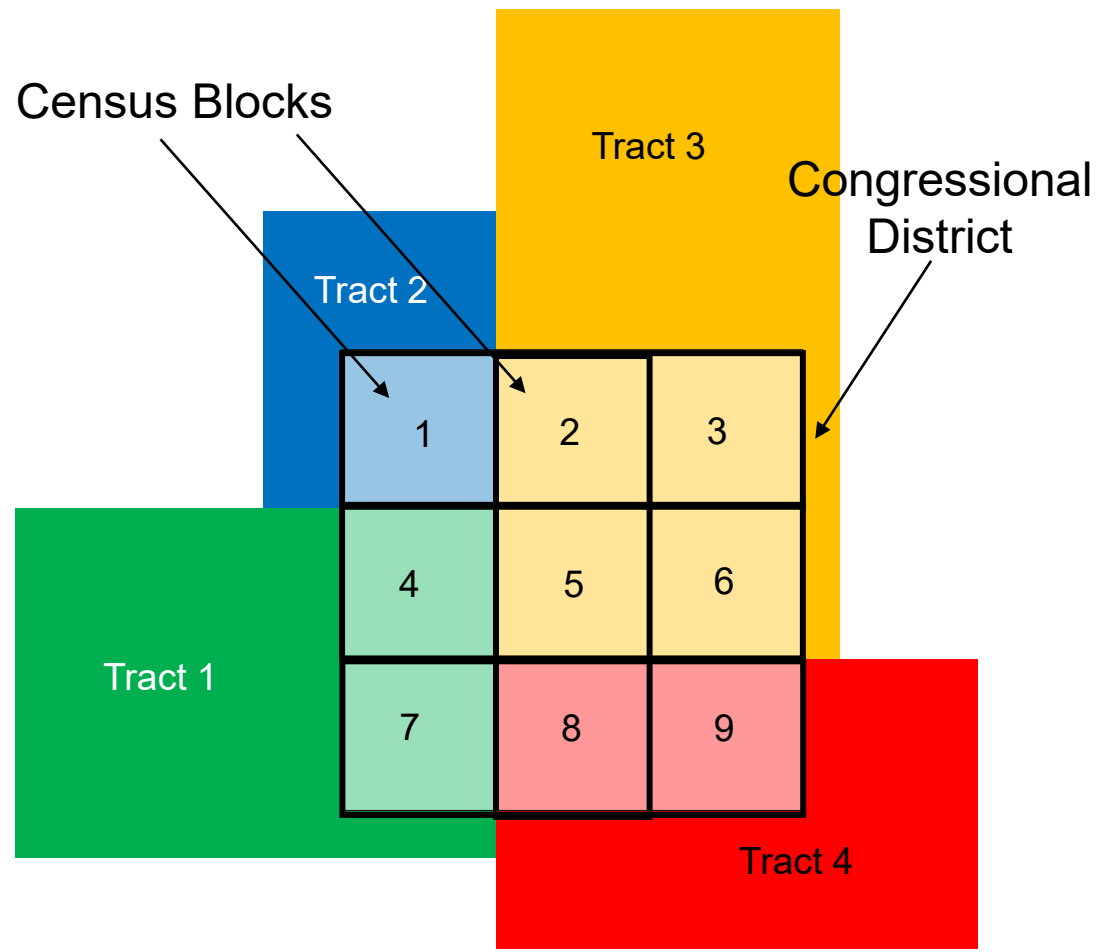 Census Blocks
Tract 3
Congressional
District
Tract 2
1
2
3
4
5
6
Tract 1
7
8
9
Tract 4